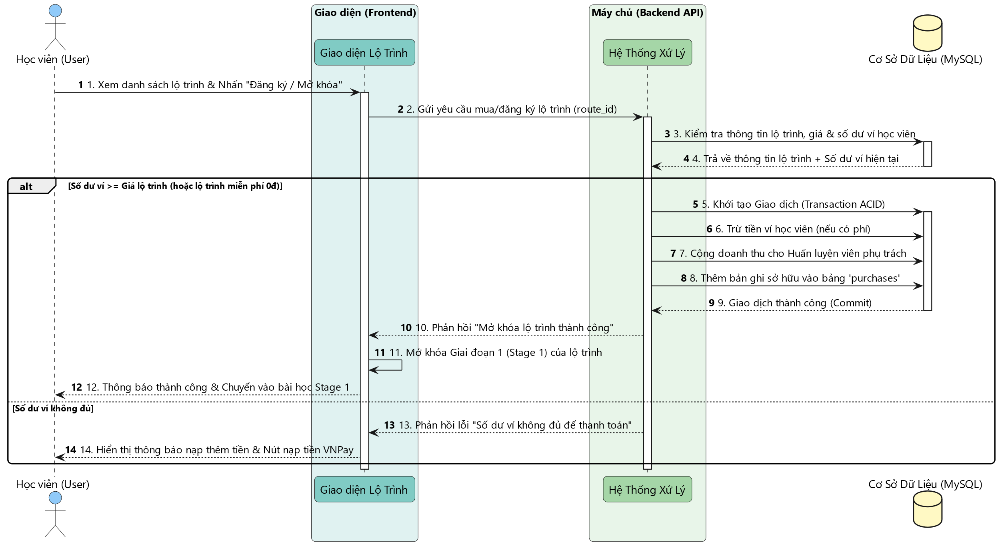 Giao diện (Frontend)
Máy chủ (Backend API)
Học viên (User)
Giao diện Lộ Trình
Hệ Thống Xử Lý
Cơ Sở Dữ Liệu (MySQL)
1 1. Xem danh sách lộ trình & Nhấn "Đăng ký / Mở khóa"
2 2. Gửi yêu cầu mua/đăng ký lộ trình (route_id)
3 3. Kiểm tra thông tin lộ trình, giá & số dư ví học viên
4 4. Trả về thông tin lộ trình + Số dư ví hiện tại
alt [Số dư ví >= Giá lộ trình (hoặc lộ trình miễn phí 0đ)]
5 5. Khởi tạo Giao dịch (Transaction ACID)
6 6. Trừ tiền ví học viên (nếu có phí)
7 7. Cộng doanh thu cho Huấn luyện viên phụ trách
8 8. Thêm bản ghi sở hữu vào bảng 'purchases'
9 9. Giao dịch thành công (Commit)
10 10. Phản hồi "Mở khóa lộ trình thành công"
11 11. Mở khóa Giai đoạn 1 (Stage 1) của lộ trình
12 12. Thông báo thành công & Chuyển vào bài học Stage 1
[Số dư ví không đủ]
13 13. Phản hồi lỗi "Số dư ví không đủ để thanh toán"
14 14. Hiển thị thông báo nạp thêm tiền & Nút nạp tiền VNPay
Học viên (User)
Giao diện Lộ Trình
Hệ Thống Xử Lý
Cơ Sở Dữ Liệu (MySQL)